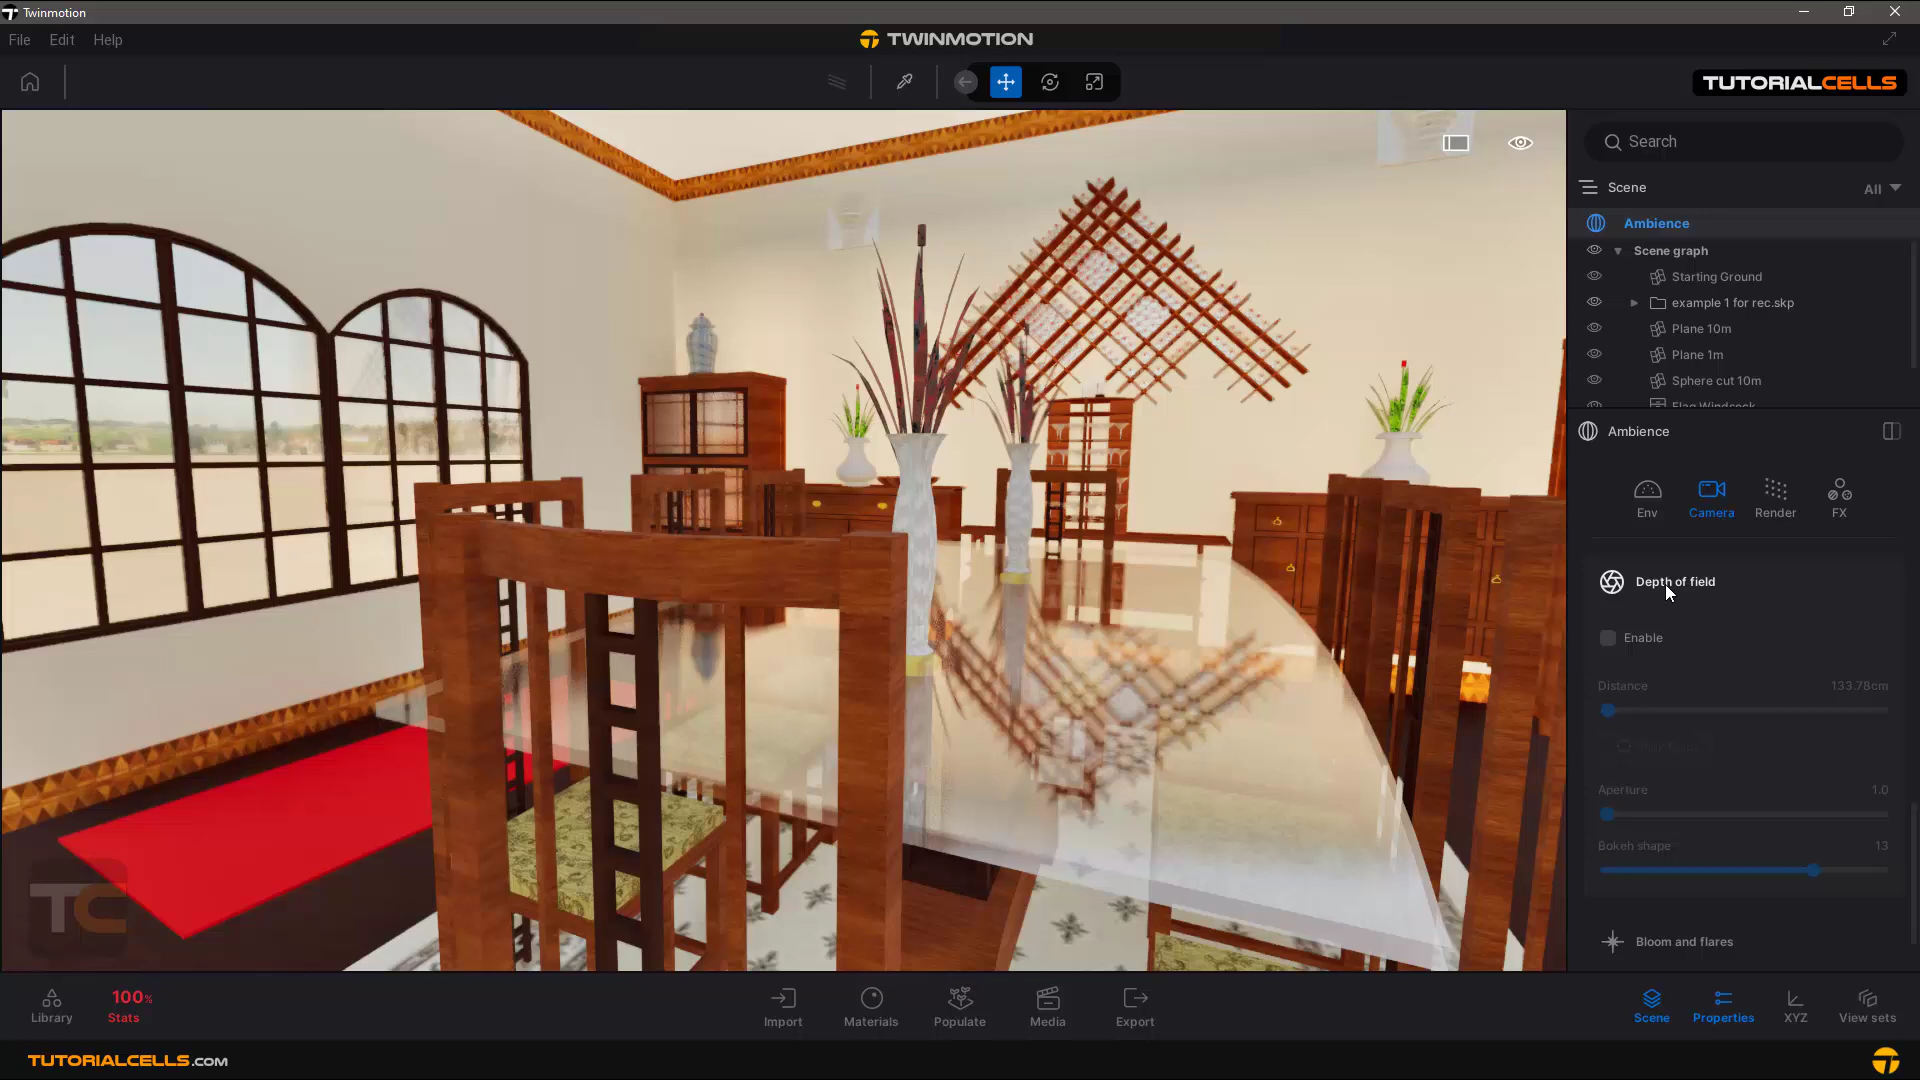 Twinmotion
File Edit Help
TWINMOTION
TUTORIALCELLS
Search
Scene All
Ambience
Scene graph
Starting Ground
example 1 for rec.skp
Plane 10m
Plane 1m
Sphere cut 10m
Flag Windsock
Ambience
Env Camera Render FX
Depth of field
Enable
Distance 133.78cm
Aperture 1.0
Bokeh shape 13
Bloom and flares
TC
Library
100% Stats
Import Materials Populate Media Export
Scene Properties XYZ View sets
TUTORIALCELLS.COM